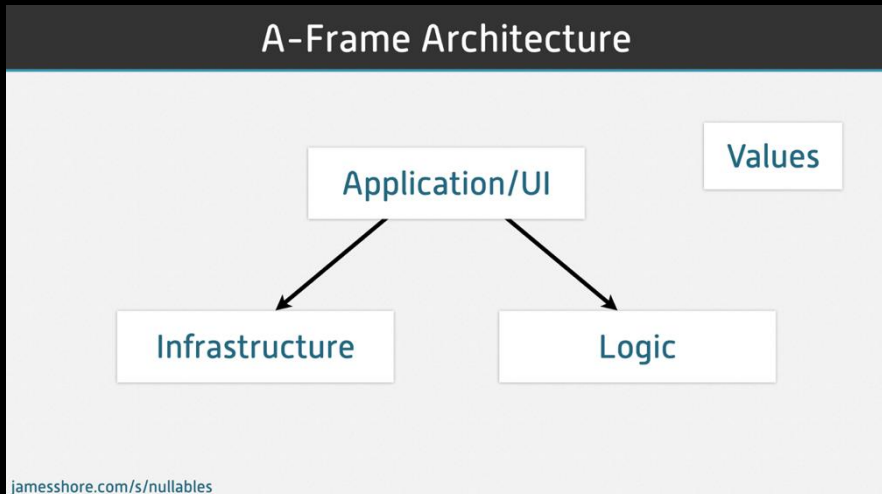 A-Frame Architecture
Values
Application/UI
Infrastructure
Logic
jamesshore.com/s/nullables